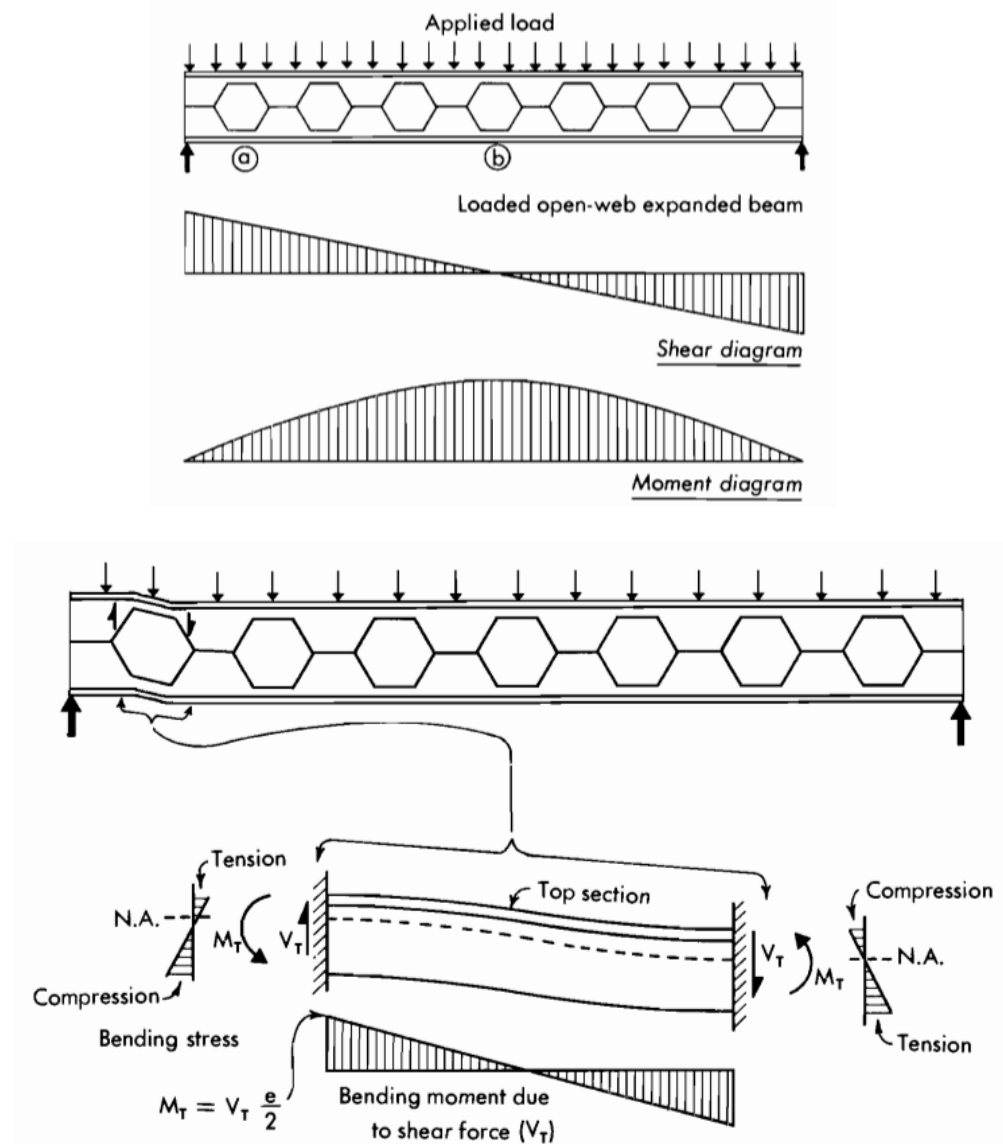 Applied load
a
b
Loaded open-web expanded beam
Shear diagram
Moment diagram
Tension
Top section
Compression
N.A.
M_T
V_T
V_T
M_T
N.A.
Compression
Bending stress
Tension
M_T = V_T e/2
Bending moment due
to shear force (V_T)